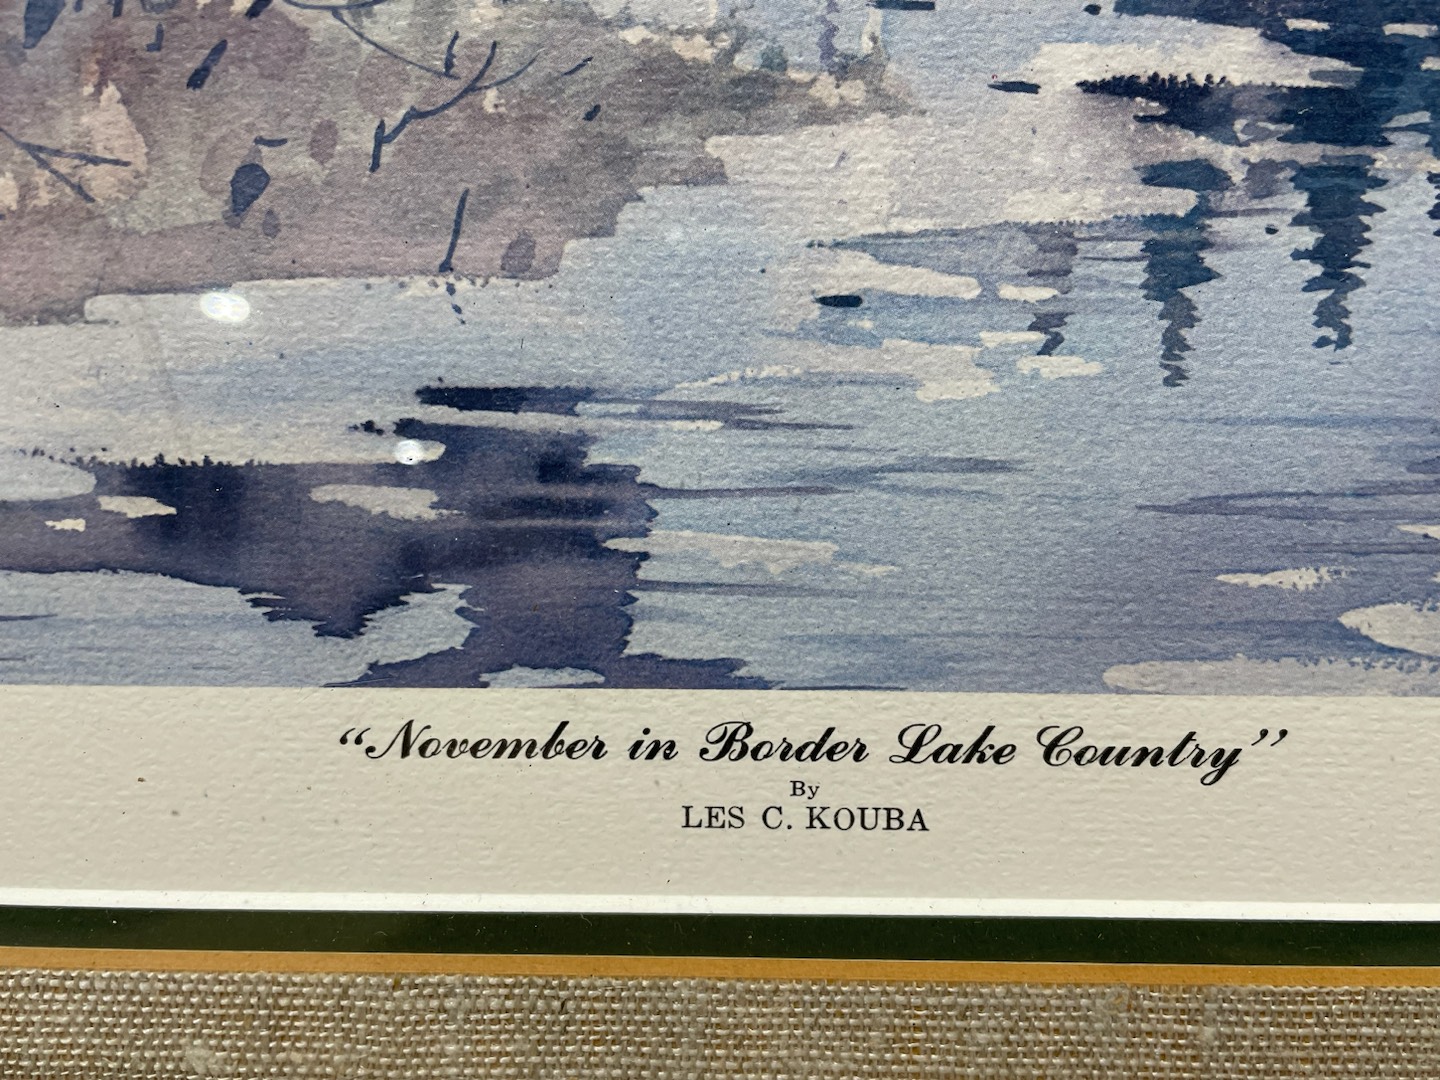 “November in Border Lake Country”
By
LES C. KOUBA